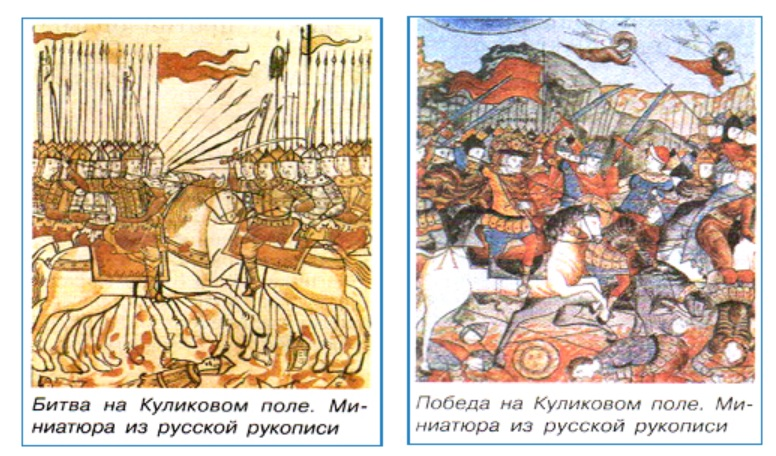 Битва на Куликовом поле. Ми-
ниатюра из русской рукописи
Победа на Куликовом поле. Ми-
ниатюра из русской рукописи